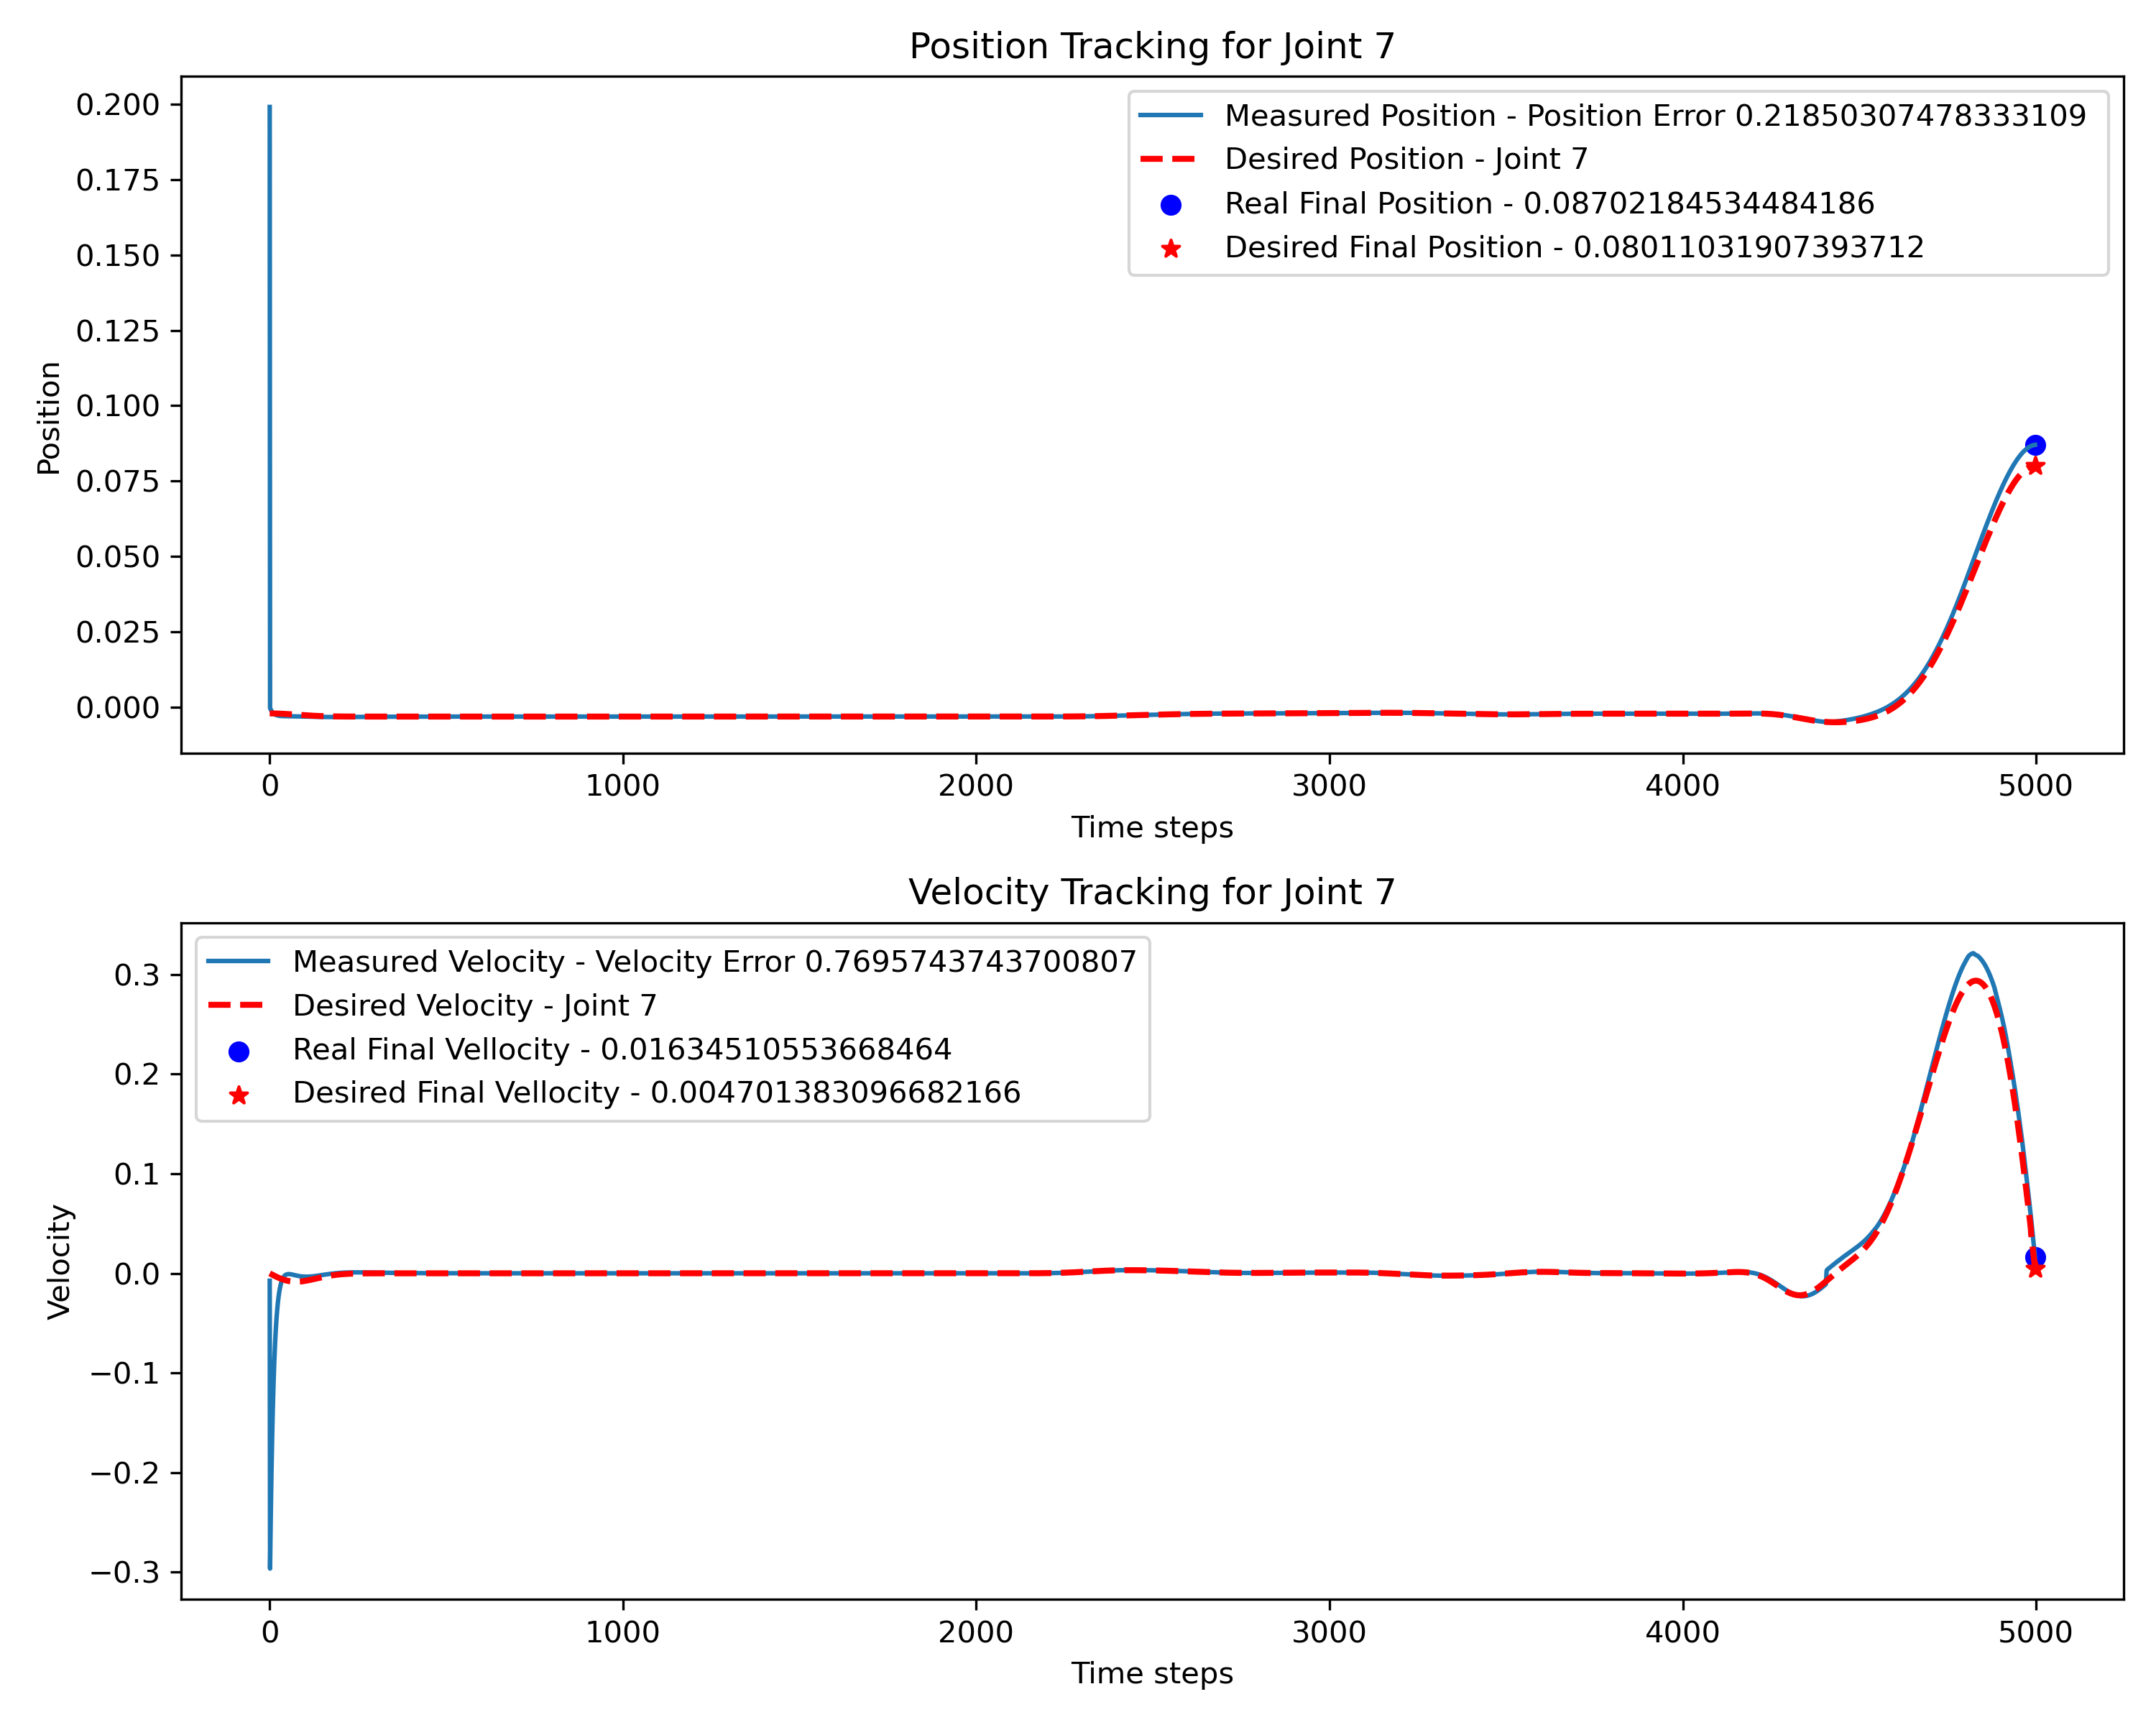 Position Tracking for Joint 7
Measured Position - Position Error 0.21850307478333109
Desired Position - Joint 7
Real Final Position - 0.08702184534484186
Desired Final Position - 0.08011031907393712
0.200
0.175
0.150
0.125
0.100
0.075
0.050
0.025
0.000
Position
0 1000 2000 3000 4000 5000
Time steps
Velocity Tracking for Joint 7
Measured Velocity - Velocity Error 0.7695743743700807
Desired Velocity - Joint 7
Real Final Vellocity - 0.01634510553668464
Desired Final Vellocity - 0.004701383096682166
0.3
0.2
0.1
0.0
−0.1
−0.2
−0.3
Velocity
0 1000 2000 3000 4000 5000
Time steps